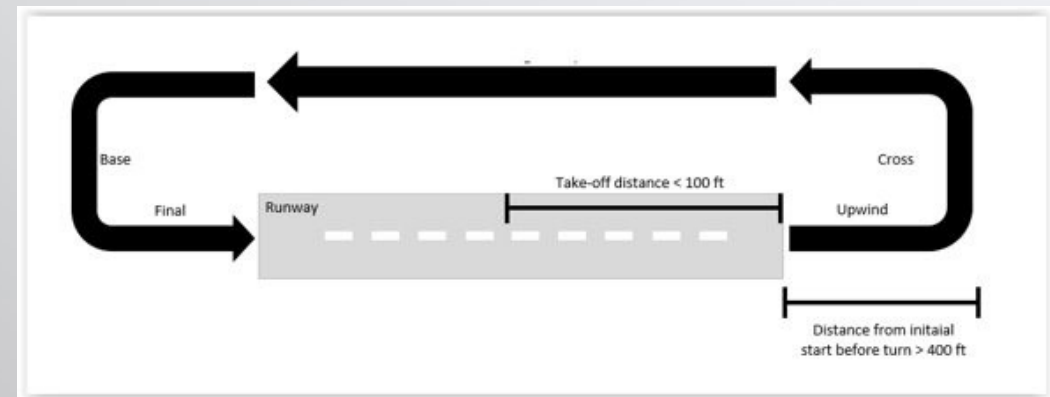 Base
Cross
Take-off distance < 100 ft
Final
Runway
Upwind
Distance from initaial
start before turn > 400 ft